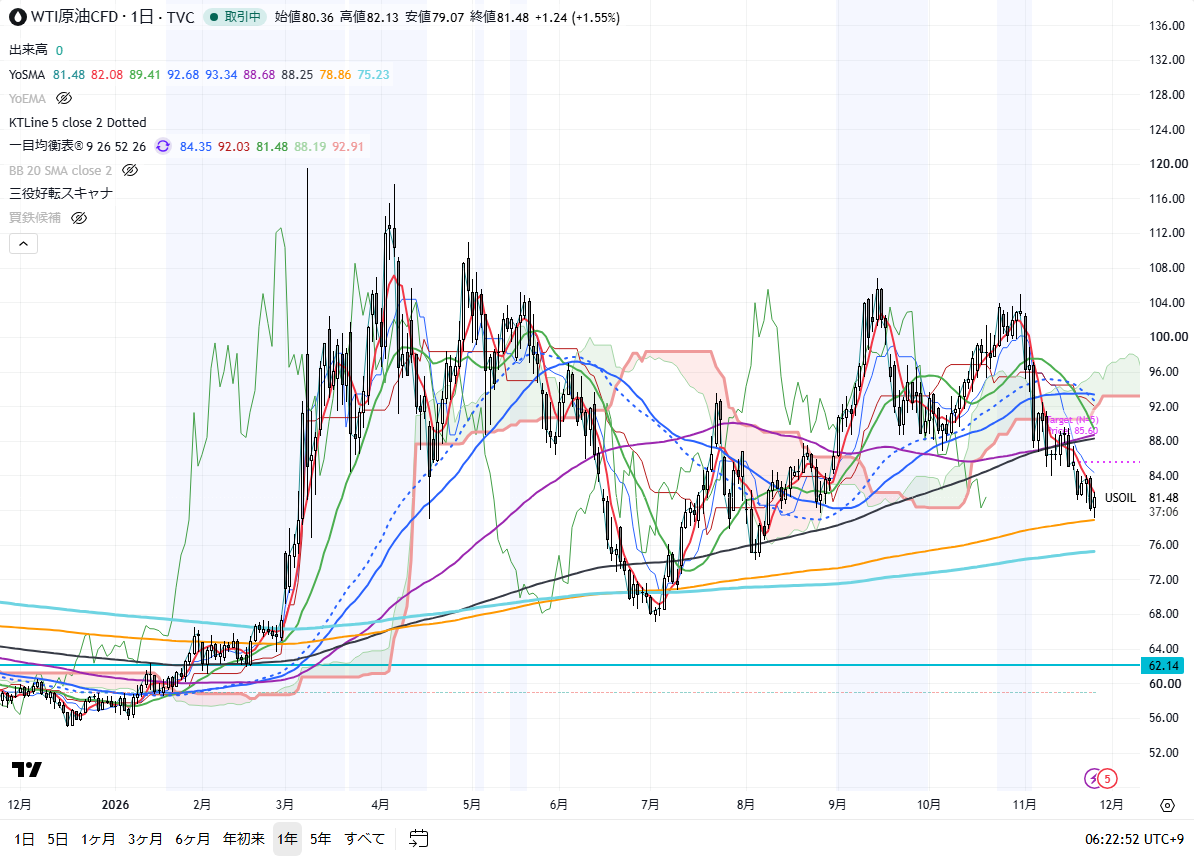 WTI原油CFD · 1日 · TVC 取引中 始値80.36 高値82.13 安値79.07 終値81.48 +1.24 (+1.55%)
出来高 0
YoSMA 81.48 82.08 89.41 92.68 93.34 88.68 88.25 78.86 75.23
YoEMA
KTLine 5 close 2 Dotted
一目均衡表® 9 26 52 26 84.35 92.03 81.48 88.19 92.91
BB 20 SMA close 2
三役好転スキャナ
買鉄候補
136.00
132.00
128.00
124.00
120.00
116.00
112.00
108.00
104.00
100.00
96.00
92.00
Target (N=5)
88.00
84.00
USOIL 81.48
37:06
76.00
72.00
68.00
64.00
62.14
60.00
56.00
52.00
5
12月 2026 2月 3月 4月 5月 6月 7月 8月 9月 10月 11月 12月
1日 5日 1ヶ月 3ヶ月 6ヶ月 年初来 1年 5年 すべて 06:22:52 UTC+9